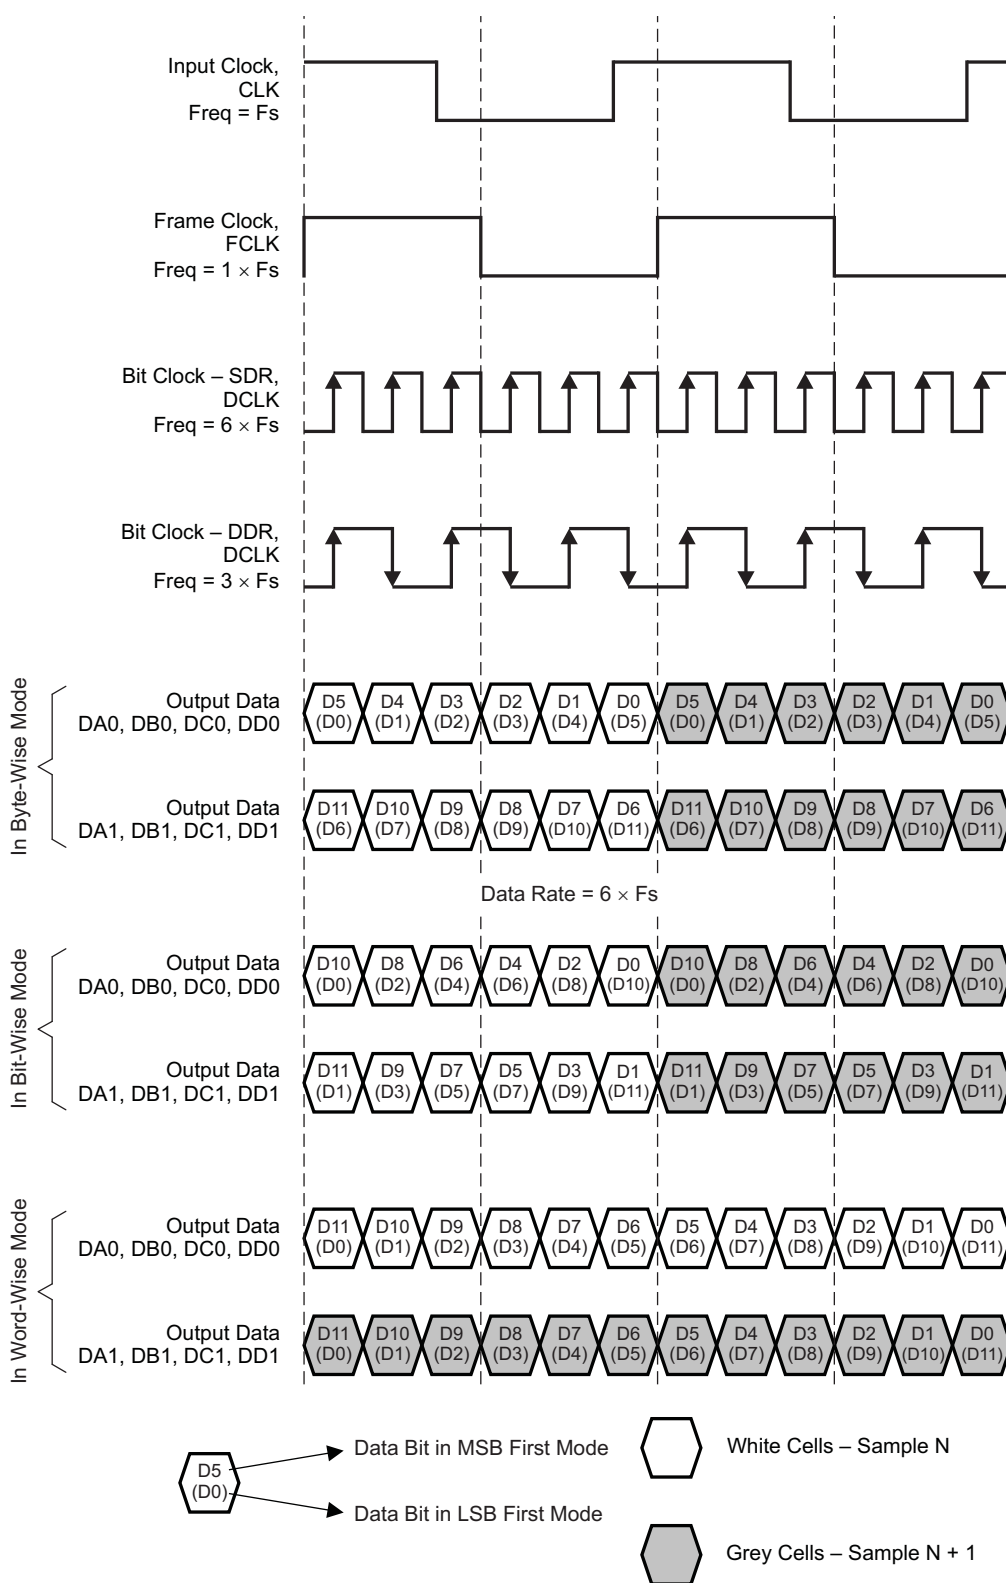 Input Clock,
CLK
Freq = Fs
Frame Clock,
FCLK
Freq = 1 × Fs
Bit Clock – SDR,
DCLK
Freq = 6 × Fs
Bit Clock – DDR,
DCLK
Freq = 3 × Fs
In Byte-Wise Mode
Output Data
DA0, DB0, DC0, DD0
D5 D4 D3 D2 D1 D0 D5 D4 D3 D2 D1 D0
(D0) (D1) (D2) (D3) (D4) (D5) (D0) (D1) (D2) (D3) (D4) (D5)
Output Data
DA1, DB1, DC1, DD1
D11 D10 D9 D8 D7 D6 D11 D10 D9 D8 D7 D6
(D6) (D7) (D8) (D9) (D10) (D11) (D6) (D7) (D8) (D9) (D10) (D11)
Data Rate = 6 × Fs
In Bit-Wise Mode
Output Data
DA0, DB0, DC0, DD0
D10 D8 D6 D4 D2 D0 D10 D8 D6 D4 D2 D0
(D0) (D2) (D4) (D6) (D8) (D10) (D0) (D2) (D4) (D6) (D8) (D10)
Output Data
DA1, DB1, DC1, DD1
D11 D9 D7 D5 D3 D1 D11 D9 D7 D5 D3 D1
(D1) (D3) (D5) (D7) (D9) (D11) (D1) (D3) (D5) (D7) (D9) (D11)
In Word-Wise Mode
Output Data
DA0, DB0, DC0, DD0
D11 D10 D9 D8 D7 D6 D5 D4 D3 D2 D1 D0
(D0) (D1) (D2) (D3) (D4) (D5) (D6) (D7) (D8) (D9) (D10) (D11)
Output Data
DA1, DB1, DC1, DD1
D11 D10 D9 D8 D7 D6 D5 D4 D3 D2 D1 D0
(D0) (D1) (D2) (D3) (D4) (D5) (D6) (D7) (D8) (D9) (D10) (D11)
D5
(D0)
Data Bit in MSB First Mode
Data Bit in LSB First Mode
White Cells – Sample N
Grey Cells – Sample N + 1